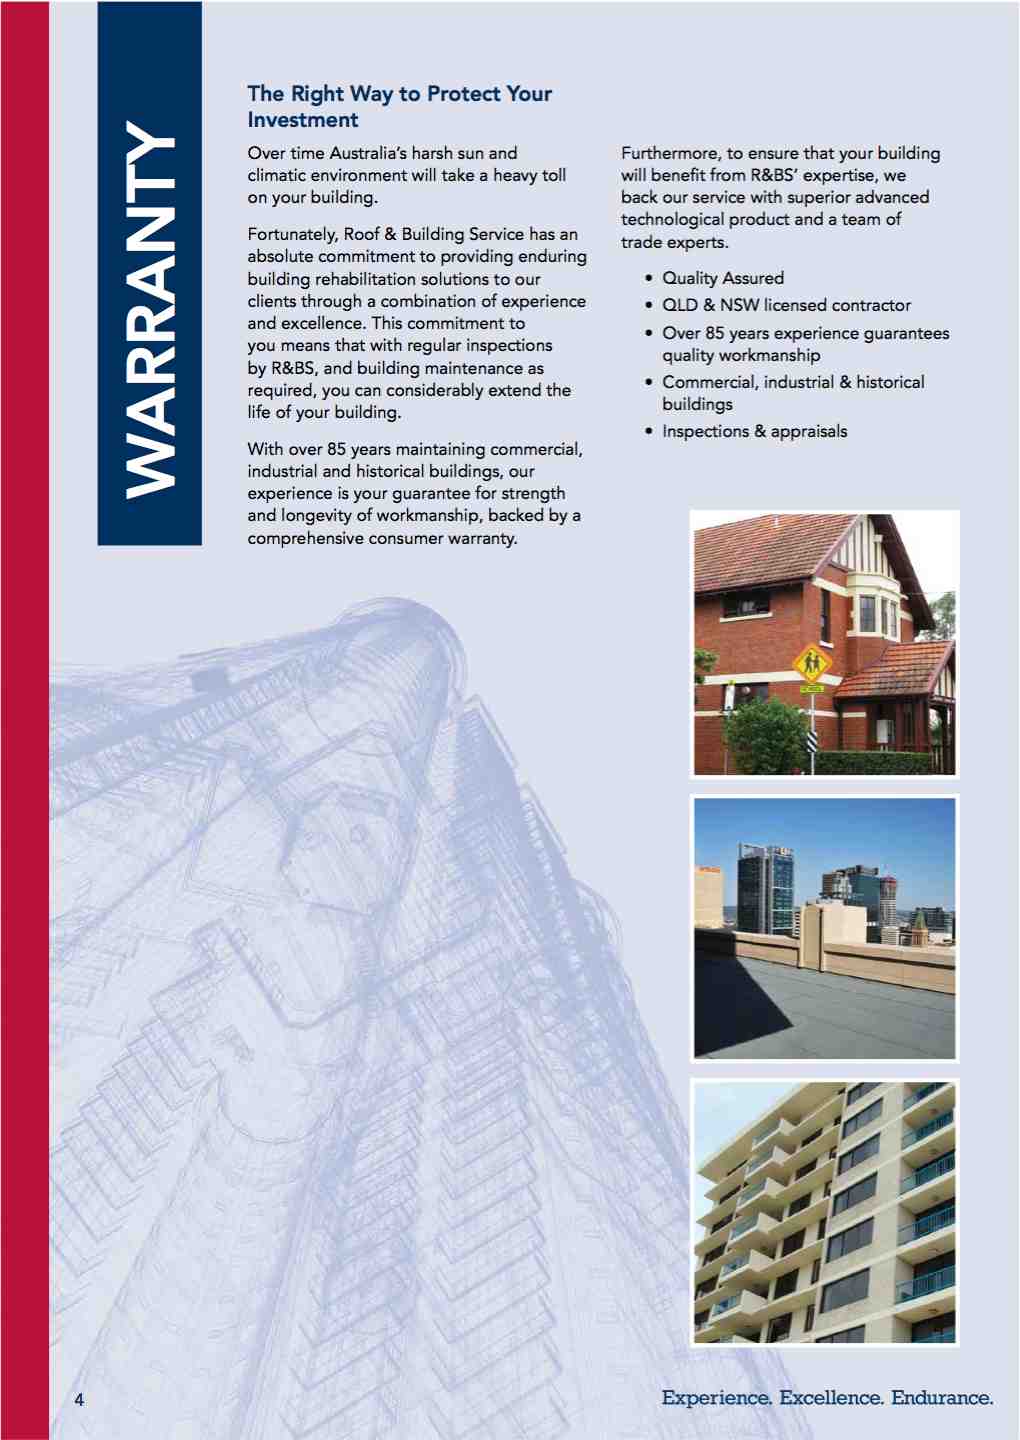 WARRANTY
The Right Way to Protect Your
Investment
Over time Australia's harsh sun and
climatic environment will take a heavy toll
on your building.
Fortunately, Roof & Building Service has an
absolute commitment to providing enduring
building rehabilitation solutions to our
clients through a combination of experience
and excellence. This commitment to
you means that with regular inspections
by R&BS, and building maintenance as
required, you can considerably extend the
life of your building.
With over 85 years maintaining commercial,
industrial and historical buildings, our
experience is your guarantee for strength
and longevity of workmanship, backed by a
comprehensive consumer warranty.
Furthermore, to ensure that your building
will benefit from R&BS' expertise, we
back our service with superior advanced
technological product and a team of
trade experts.
• Quality Assured
• QLD & NSW licensed contractor
• Over 85 years experience guarantees
quality workmanship
• Commercial, industrial & historical
buildings
• Inspections & appraisals
4
Experience. Excellence. Endurance.